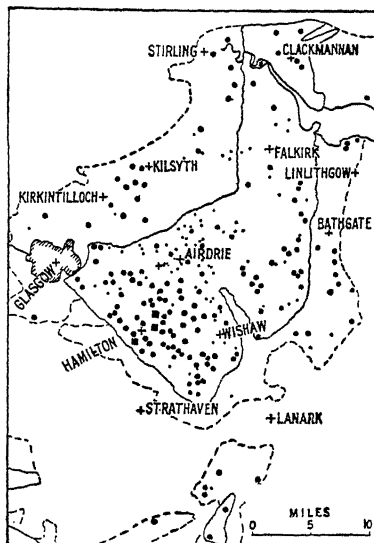 STIRLING
CLACKMANNAN
KILSYTH
FALKIRK
LINLITHGOW
KIRKINTILLOCH
BATHGATE
AIRDRIE
GLASGOW
HAMILTON
WISHAW
STRATHAVEN
LANARK
MILES
0 5 10